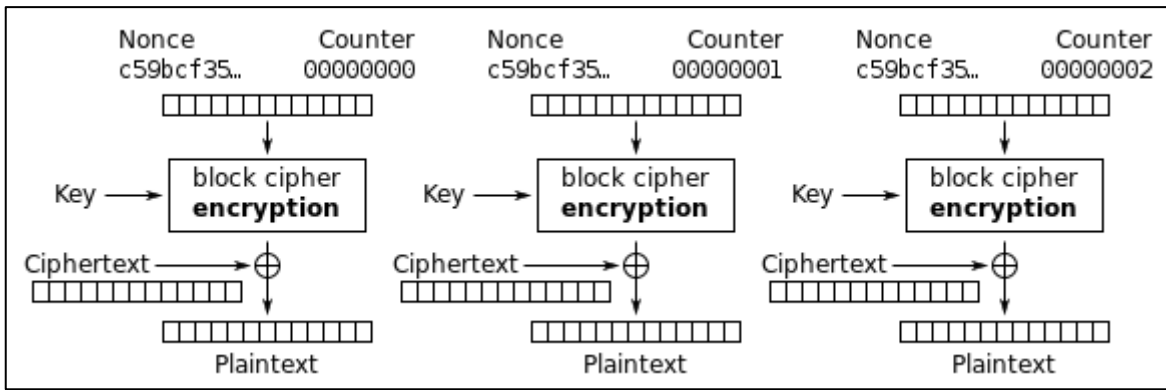 Nonce Counter Nonce Counter Nonce Counter
c59bcf35… 00000000 c59bcf35… 00000001 c59bcf35… 00000002
block cipher block cipher block cipher
Key encryption Key encryption Key encryption
Ciphertext Ciphertext Ciphertext
Plaintext Plaintext Plaintext